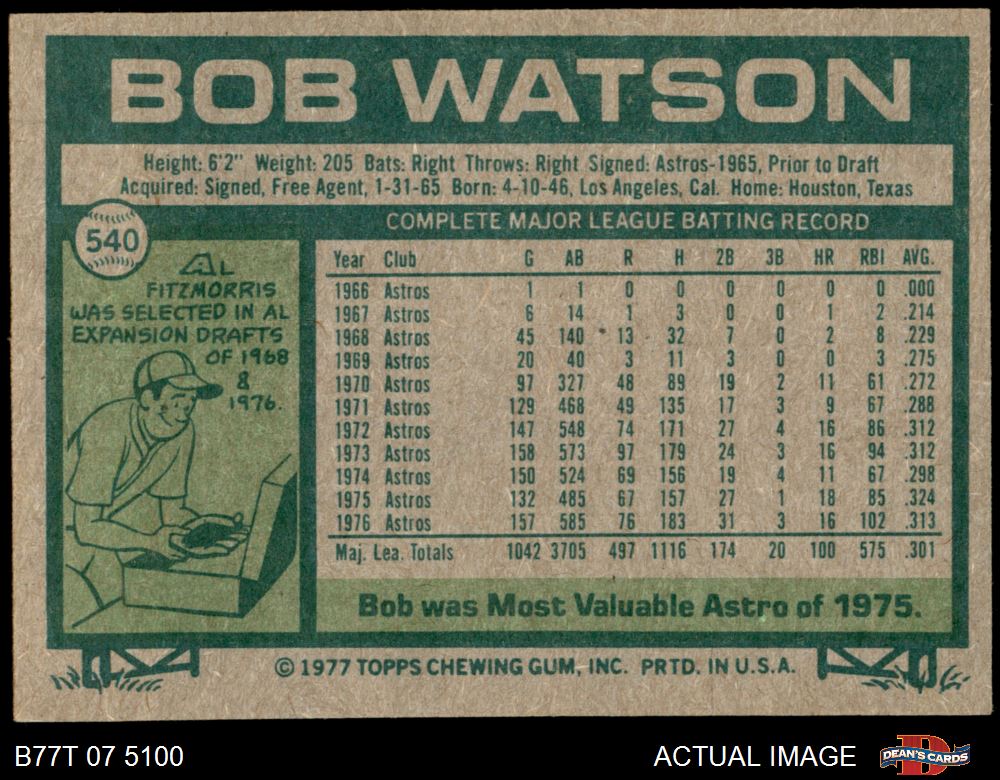 BOB WATSON
Height: 6'2" Weight: 205 Bats: Right Throws: Right Signed: Astros-1965, Prior to Draft
Acquired: Signed, Free Agent, 1-31-65 Born: 4-10-46, Los Angeles, Cal. Home: Houston, Texas
540
AL
FITZMORRIS
WAS SELECTED IN AL
EXPANSION DRAFTS
OF 1968
&
1976.
COMPLETE MAJOR LEAGUE BATTING RECORD
Year Club G AB R H 2B 3B HR RBI AVG.
1966 Astros 1 1 0 0 0 0 0 0 .000
1967 Astros 6 14 1 3 0 0 1 2 .214
1968 Astros 45 140 13 32 7 0 2 8 .229
1969 Astros 20 40 3 11 3 0 0 3 .275
1970 Astros 97 327 48 89 19 2 11 61 .272
1971 Astros 129 468 49 135 17 3 9 67 .288
1972 Astros 147 548 74 171 27 4 16 86 .312
1973 Astros 158 573 97 179 24 3 16 94 .312
1974 Astros 150 524 69 156 19 4 11 67 .298
1975 Astros 132 485 67 157 27 1 18 85 .324
1976 Astros 157 585 76 183 31 3 16 102 .313
Maj. Lea. Totals 1042 3705 497 1116 174 20 100 575 .301
Bob was Most Valuable Astro of 1975.
© 1977 TOPPS CHEWING GUM, INC. PRTD. IN U.S.A.
B77T 07 5100
ACTUAL IMAGE
D
DEAN'S CARDS